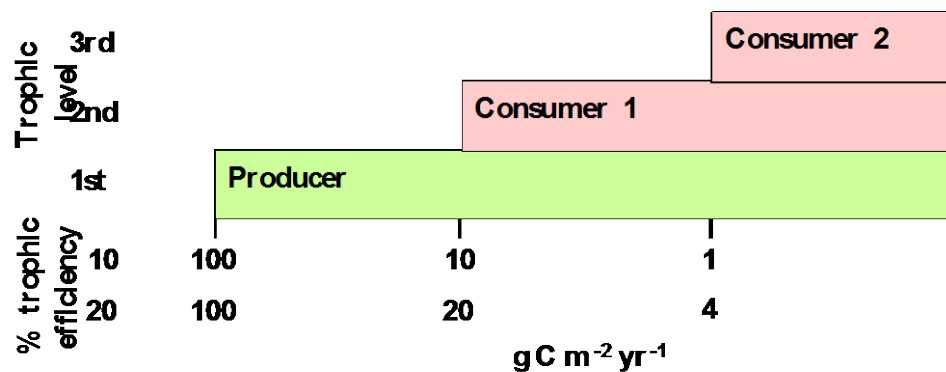 Trophic level
3rd Consumer 2
2nd Consumer 1
1st Producer
% trophic efficiency
10 100 10 1
20 100 20 4
g C m⁻² yr⁻¹